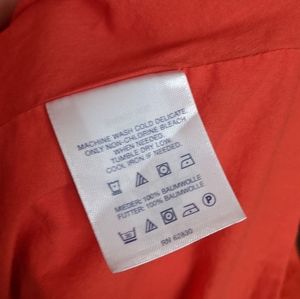 MACHINE WASH COLD DELICATE.
ONLY NON-CHLORINE BLEACH
WHEN NEEDED.
TUMBLE DRY LOW.
COOL IRON IF NEEDED.
MIEDER: 100% BAUMWOLLE
FUTTER: 100% BAUMWOLLE
P
RN 62830